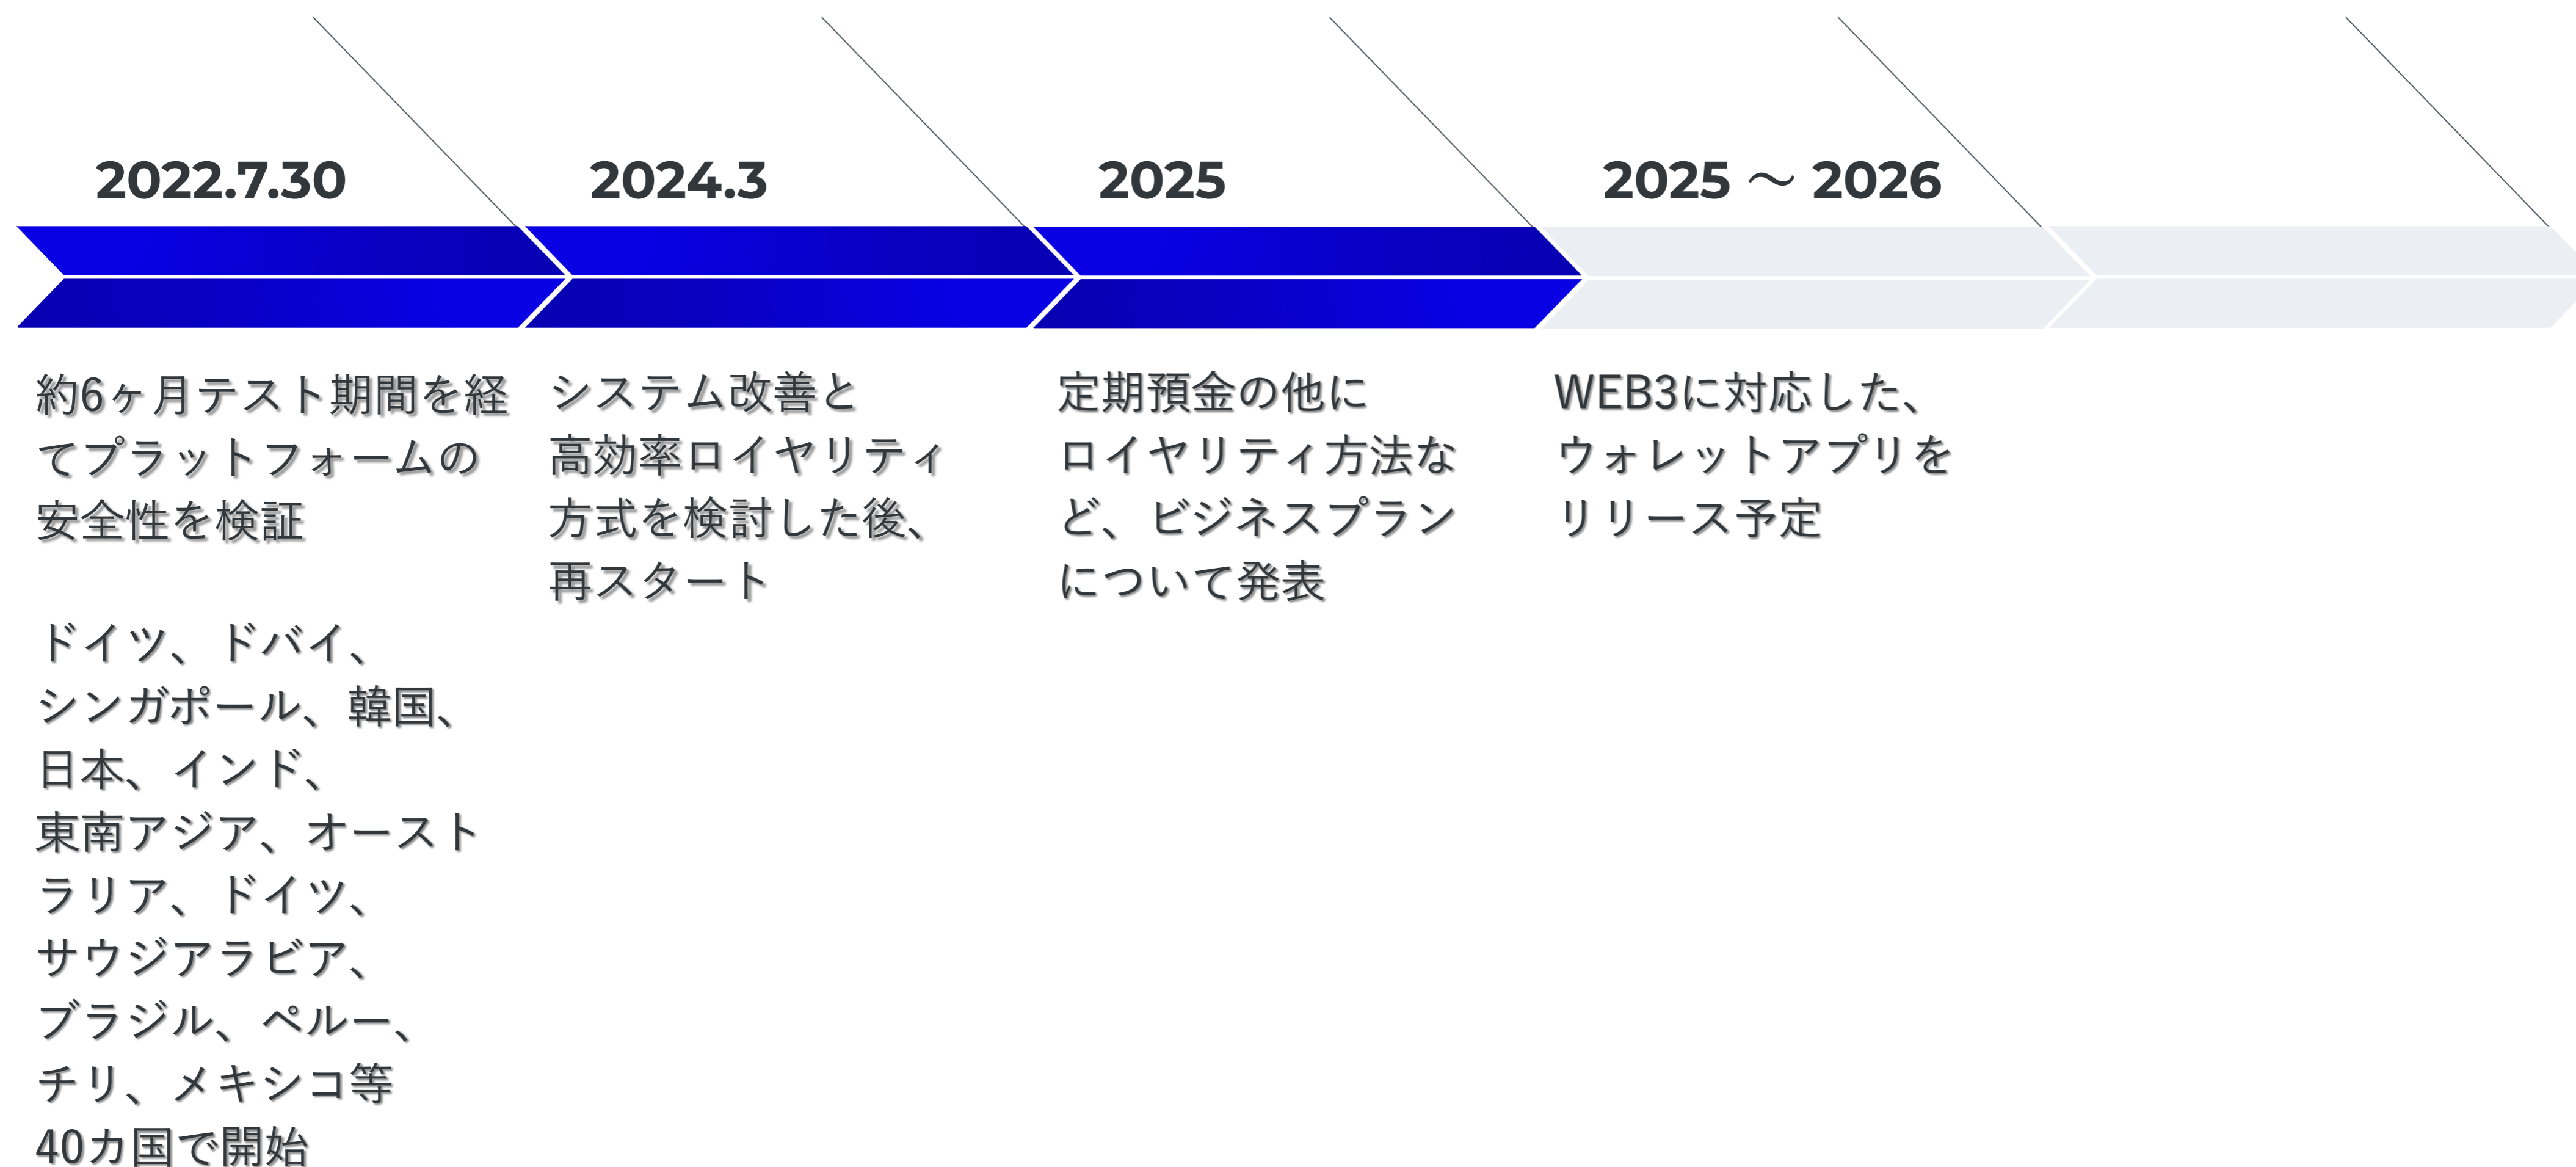 2022.7.30
約6ヶ月テスト期間を経
てプラットフォームの
安全性を検証
ドイツ、ドバイ、
シンガポール、韓国、
日本、インド、
東南アジア、オースト
ラリア、ドイツ、
サウジアラビア、
ブラジル、ペルー、
チリ、メキシコ等
40カ国で開始
2024.3
システム改善と
高効率ロイヤリティ
方式を検討した後、
再スタート
2025
定期預金の他に
ロイヤリティ方法な
ど、ビジネスプラン
について発表
2025 〜 2026
WEB3に対応した、
ウォレットアプリを
リリース予定